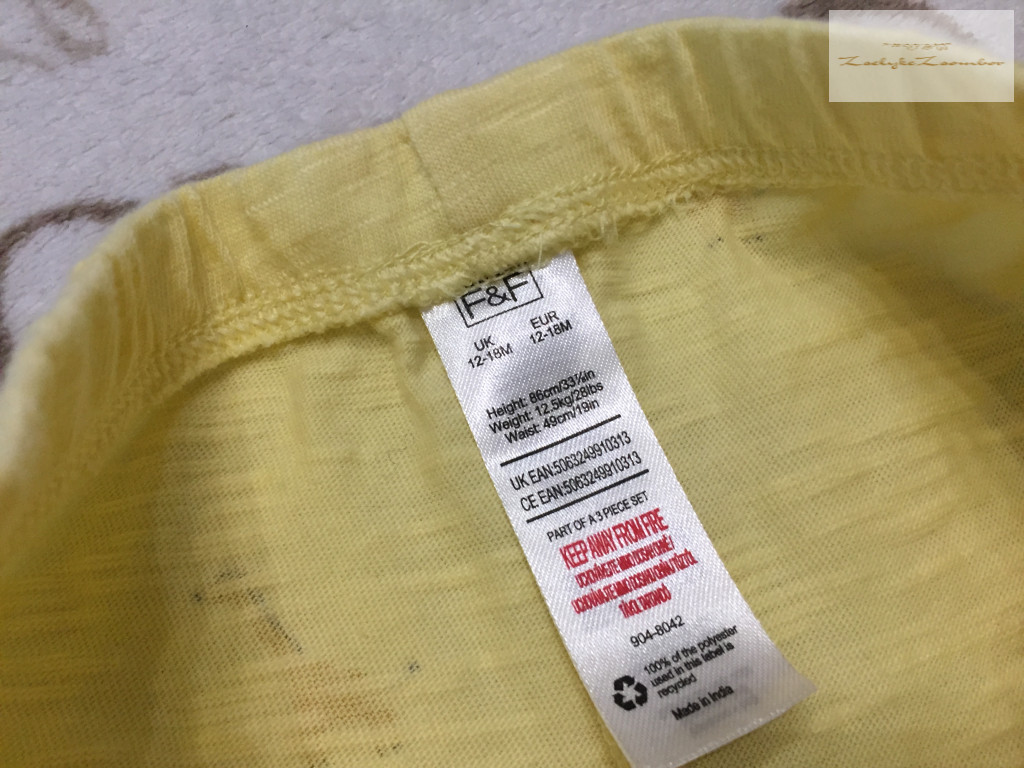 F&F
UK
12-18M
EUR
12-18M
Height: 86cm/33¾in
Weight: 12.5kg/28lbs
Waist: 49cm/19in
UK EAN:5063249910313
CE EAN:5063249910313
PART OF A 3 PIECE SET
KEEP AWAY FROM FIRE
904-8042
100% of the polyester
used in this label is
recycled
Made in India